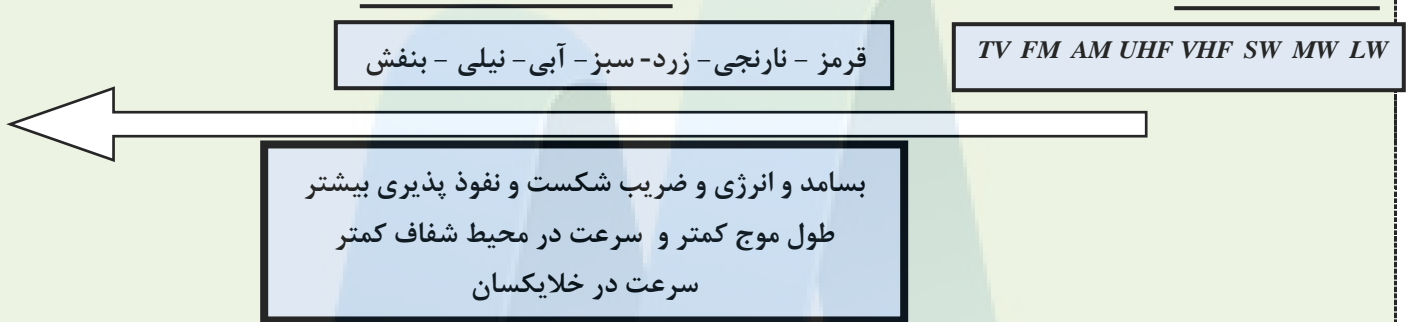 TV FM AM UHF VHF SW MW LW
قرمز – نارنجی – زرد- سبز – آبی – نیلی – بنفش
بسامد و انرژی و ضریب شکست و نفوذ پذیری بیشتر
طول موج کمتر و سرعت در محیط شفاف کمتر
سرعت در خلایکسان